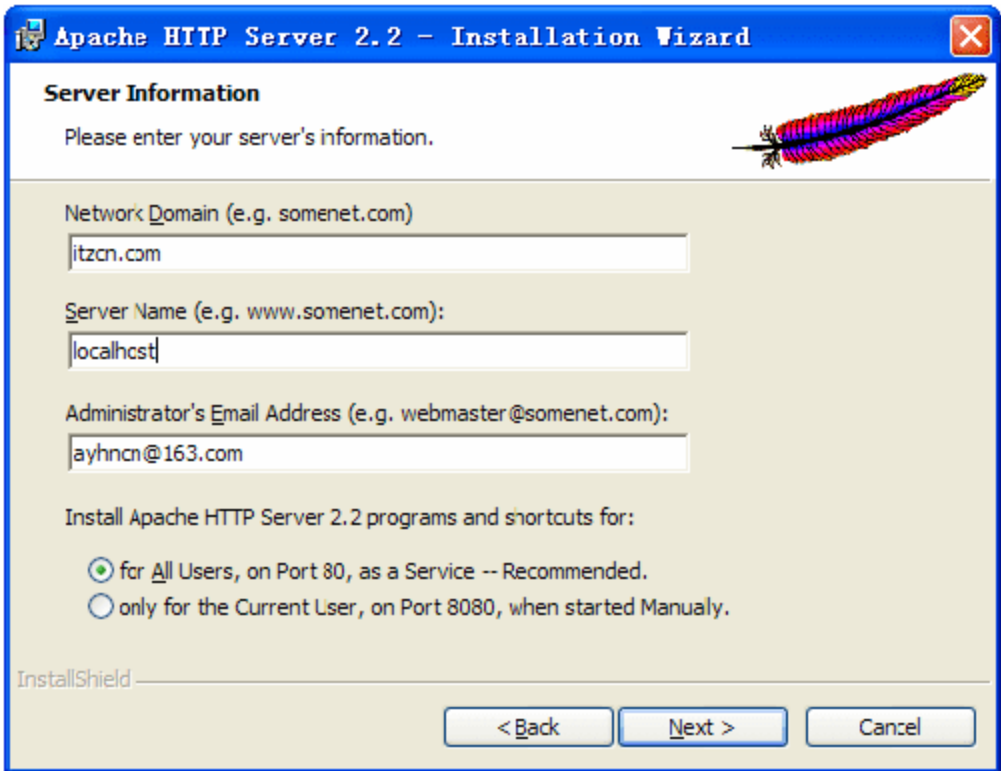 Apache HTTP Server 2.2 - Installation Wizard
Server Information
Please enter your server's information.
Network Domain (e.g. somenet.com)
itzcn.com
Server Name (e.g. www.somenet.com):
localhost
Administrator's Email Address (e.g. webmaster@somenet.com):
ayhncn@163.com
Install Apache HTTP Server 2.2 programs and shortcuts for:
for All Users, on Port 80, as a Service -- Recommended.
only for the Current User, on Port 8080, when started Manualy.
InstallShield
< Back Next > Cancel